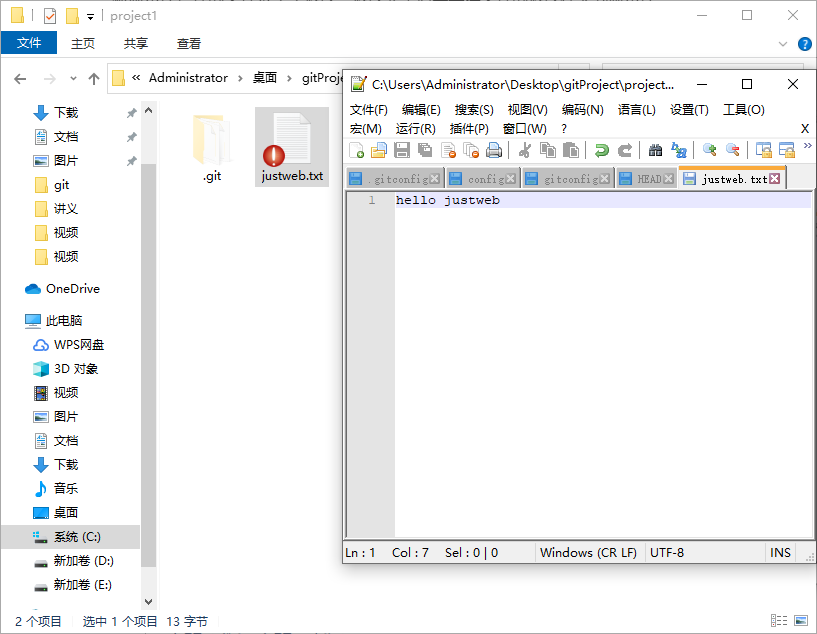 project1
文件 主页 共享 查看
« Administrator › 桌面 › gitProj
下载
文档
图片
git
讲义
视频
视频
OneDrive
此电脑
WPS网盘
3D 对象
视频
图片
文档
下载
音乐
桌面
系统 (C:)
新加卷 (D:)
新加卷 (E:)
.git
justweb.txt
2 个项目 选中 1 个项目 13 字节
C:\Users\Administrator\Desktop\gitProject\project...
文件(F) 编辑(E) 搜索(S) 视图(V) 编码(N) 语言(L) 设置(T) 工具(O)
宏(M) 运行(R) 插件(P) 窗口(W) ? X
.gitconfig config gitconfig HEAD justweb.txt
1 hello justweb
Ln : 1 Col : 7 Sel : 0 | 0 Windows (CR LF) UTF-8 INS